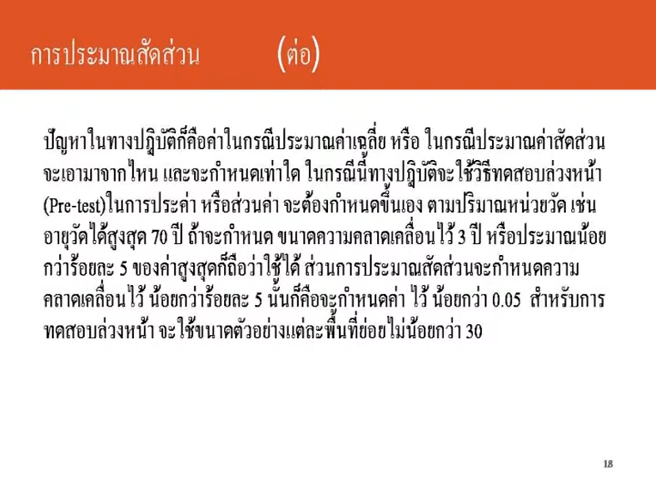 การประมาณสัดส่วน (ต่อ)
ปัญหาในทางปฏิบัติก็คือค่าในกรณีประมาณค่าเฉลี่ย หรือ ในกรณีประมาณค่าสัดส่วน
จะเอามาจากไหน และจะกำหนดเท่าใด ในกรณีนี้ทางปฏิบัติจะใช้วิธีทดสอบล่วงหน้า
(Pre-test)ในการประค่า หรือส่วนค่า จะต้องกำหนดขึ้นเอง ตามปริมาณหน่วยวัด เช่น
อายุวัดได้สูงสุด 70 ปี ถ้าจะกำหนด ขนาดความคลาดเคลื่อนไว้ 3 ปี หรือประมาณน้อย
กว่าร้อยละ 5 ของค่าสูงสุดก็ถือว่าใช้ได้ ส่วนการประมาณสัดส่วนจะกำหนดความ
คลาดเคลื่อนไว้ น้อยกว่าร้อยละ 5 นั้นก็คือจะกำหนดค่า ไว้ น้อยกว่า 0.05 สำหรับการ
ทดสอบล่วงหน้า จะใช้ขนาดตัวอย่างแต่ละพื้นที่ย่อยไม่น้อยกว่า 30
18